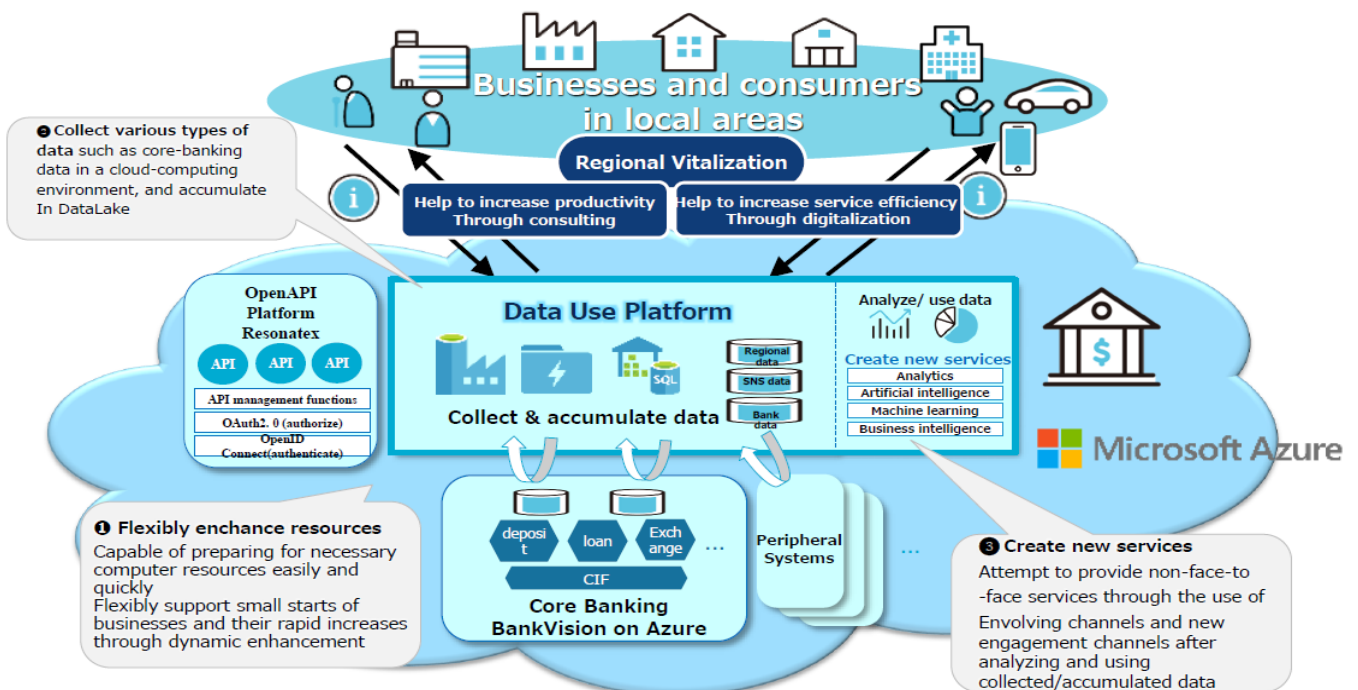 Businesses and consumers
in local areas
Regional Vitalization
Help to increase productivity
Through consulting
Help to increase service efficiency
Through digitalization
i
i
❷ Collect various types of
data such as core-banking
data in a cloud-computing
environment, and accumulate
In DataLake
OpenAPI
Platform
Resonatex
API
API
API
API management functions
OAuth2. 0 (authorize)
OpenID
Connect(authenticate)
Data Use Platform
SQL
Collect & accumulate data
Regional
data
SNS data
Bank
data
Analyze/ use data
Create new services
Analytics
Artificial intelligence
Machine learning
Business intelligence
$
Microsoft Azure
❶ Flexibly enchance resources
Capable of preparing for necessary
computer resources easily and
quickly
Flexibly support small starts of
businesses and their rapid increases
through dynamic enhancement
deposi
t
loan
Exch
ange
...
CIF
Core Banking
BankVision on Azure
Peripheral
Systems
...
❸ Create new services
Attempt to provide non-face-to
-face services through the use of
Envolving channels and new
engagement channels after
analyzing and using
collected/accumulated data